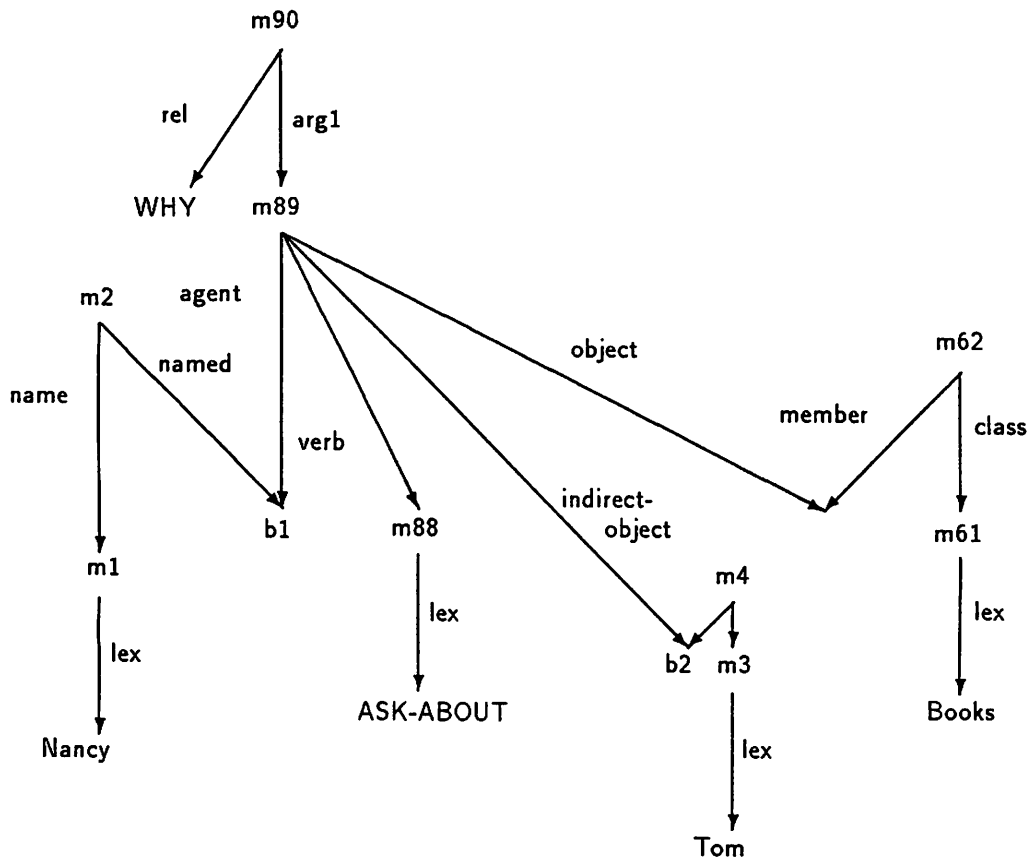 m90
rel
arg1
WHY
m89
m2
agent
named
object
m62
name
member
class
verb
indirect-
object
b1
m88
m61
m1
m4
lex
lex
lex
b2
m3
ASK-ABOUT
Books
Nancy
lex
Tom